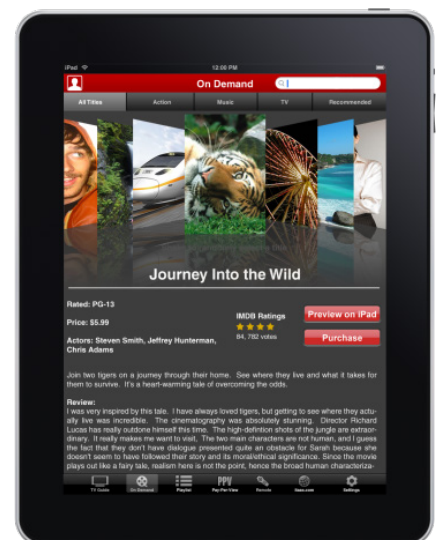 iPad 12:00 PM
On Demand
All Titles Action Music TV Recommended
Journey Into the Wild
Rated: PG-13
Price: $5.99
Actors: Steven Smith, Jeffrey Hunterman,
Chris Adams
IMDB Ratings
84, 782 votes
Preview on iPad
Purchase
Join two tigers on a journey through their home. See where they live and what it takes for
them to survive. It's a heart-warming tale of overcoming the odds.
Review:
I was very inspired by this tale. I have always loved tigers, but getting to see where they actu-
ally live was incredible. The cinematography was absolutely stunning. Director Richard
Lucas has really outdone himself this time. The high-defintion shots of the jungle are extraor-
dinary. It really makes me want to visit, The two main characters are not human, and I guess
the fact that they don't have dialogue presented quite an obstacle for Sarah because she
doesn't seem to have followed their story and its moral/ethical significance. Since the movie
plays out like a fairy tale, realism here is not the point, hence the broad human characteriza-
TV Guide On Demand Playlist PPV Pay-Per-View Remote Settings